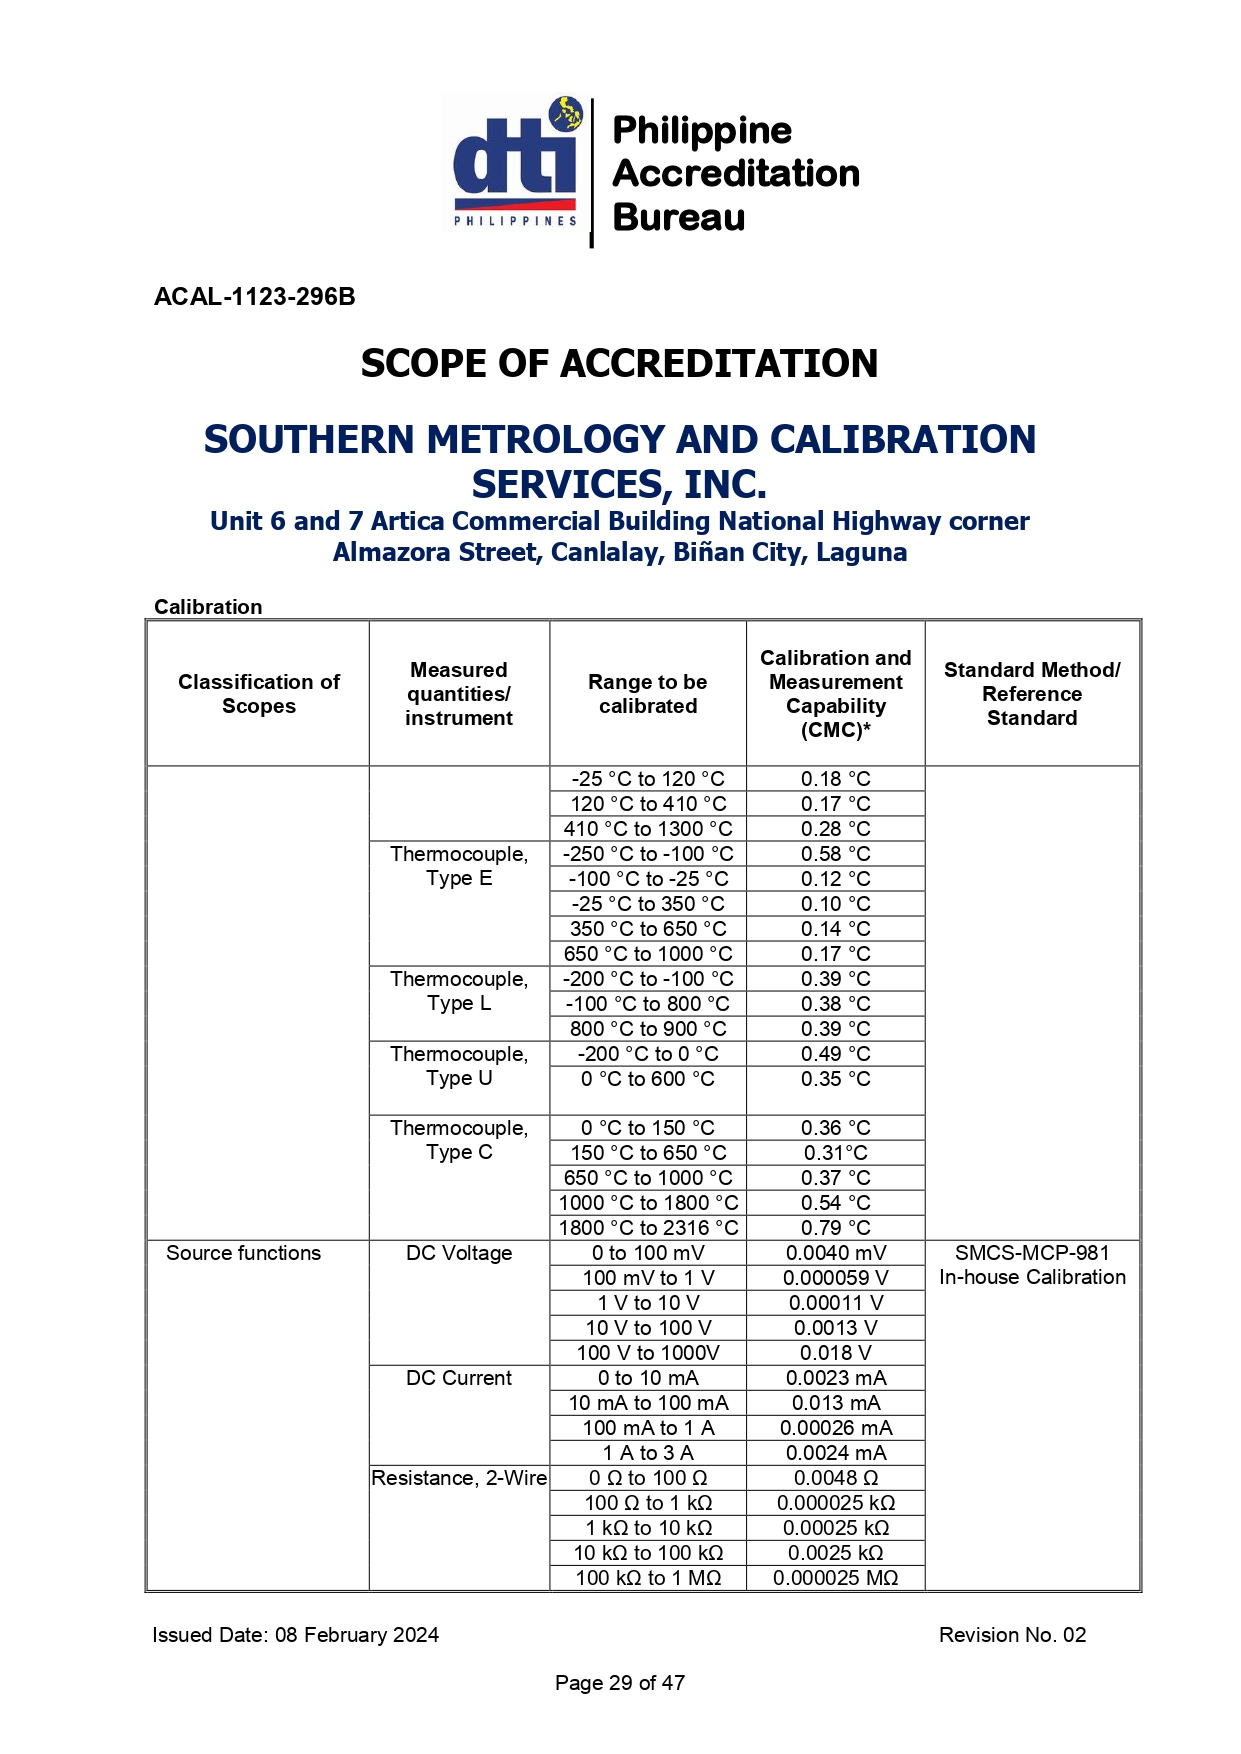 dti
PHILIPPINES
Philippine
Accreditation
Bureau
ACAL-1123-296B
SCOPE OF ACCREDITATION
SOUTHERN METROLOGY AND CALIBRATION
SERVICES, INC.
Unit 6 and 7 Artica Commercial Building National Highway corner
Almazora Street, Canlalay, Biñan City, Laguna
Calibration
Classification of
Scopes
Measured
quantities/
instrument
Range to be
calibrated
Calibration and
Measurement
Capability
(CMC)*
Standard Method/
Reference
Standard
-25 °C to 120 °C 0.18 °C
120 °C to 410 °C 0.17 °C
410 °C to 1300 °C 0.28 °C
Thermocouple, -250 °C to -100 °C 0.58 °C
Type E -100 °C to -25 °C 0.12 °C
-25 °C to 350 °C 0.10 °C
350 °C to 650 °C 0.14 °C
650 °C to 1000 °C 0.17 °C
Thermocouple, -200 °C to -100 °C 0.39 °C
Type L -100 °C to 800 °C 0.38 °C
800 °C to 900 °C 0.39 °C
Thermocouple, -200 °C to 0 °C 0.49 °C
Type U 0 °C to 600 °C 0.35 °C
Thermocouple, 0 °C to 150 °C 0.36 °C
Type C 150 °C to 650 °C 0.31°C
650 °C to 1000 °C 0.37 °C
1000 °C to 1800 °C 0.54 °C
1800 °C to 2316 °C 0.79 °C
Source functions DC Voltage 0 to 100 mV 0.0040 mV SMCS-MCP-981
100 mV to 1 V 0.000059 V In-house Calibration
1 V to 10 V 0.00011 V
10 V to 100 V 0.0013 V
100 V to 1000V 0.018 V
DC Current 0 to 10 mA 0.0023 mA
10 mA to 100 mA 0.013 mA
100 mA to 1 A 0.00026 mA
1 A to 3 A 0.0024 mA
Resistance, 2-Wire 0 Ω to 100 Ω 0.0048 Ω
100 Ω to 1 kΩ 0.000025 kΩ
1 kΩ to 10 kΩ 0.00025 kΩ
10 kΩ to 100 kΩ 0.0025 kΩ
100 kΩ to 1 MΩ 0.000025 MΩ
Issued Date: 08 February 2024 Revision No. 02
Page 29 of 47